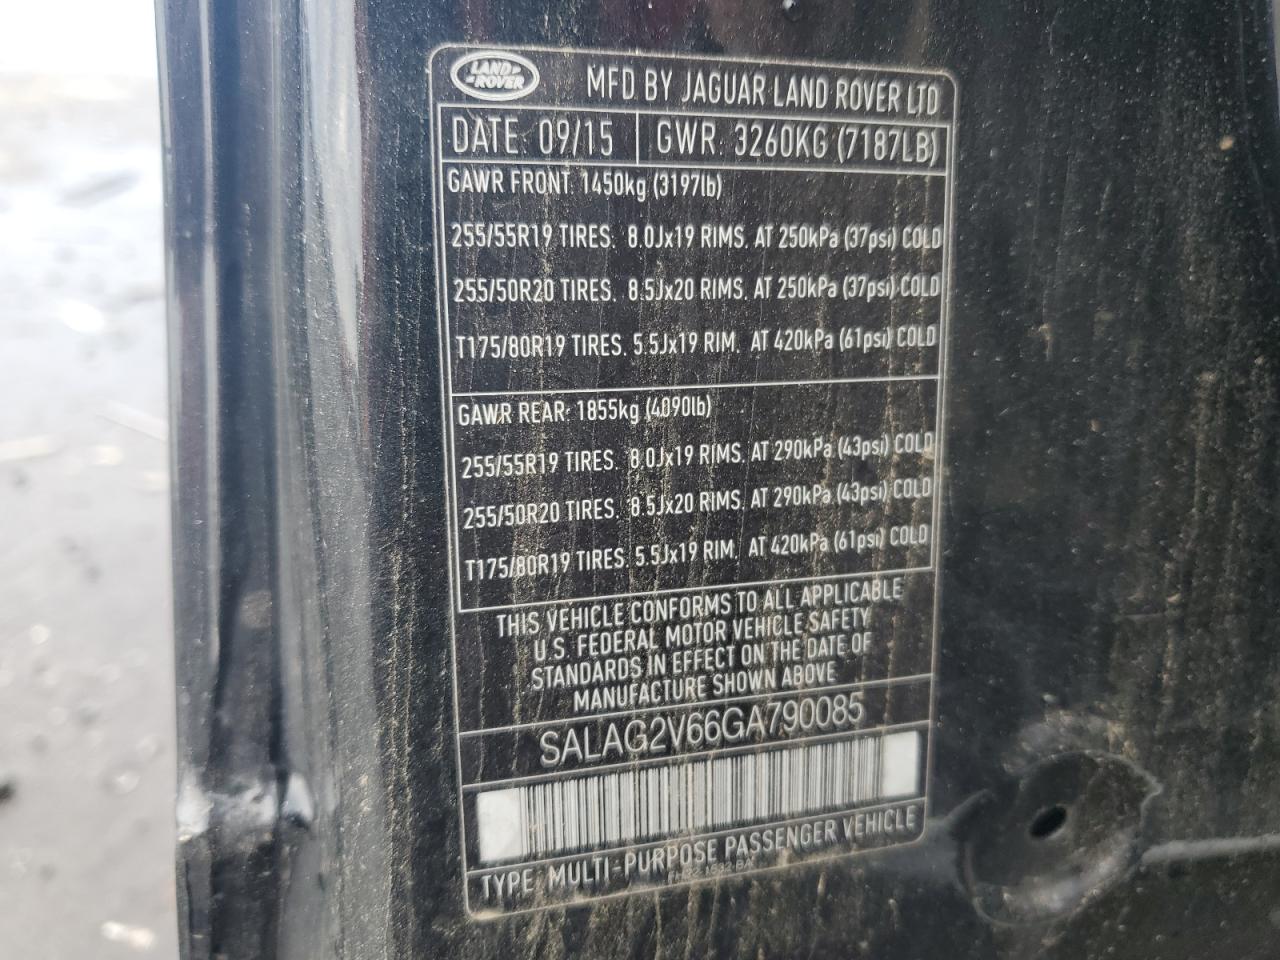 LAND ROVER
MFD BY JAGUAR LAND ROVER LTD
DATE: 09/15 GWR: 3260KG (7187LB)
GAWR FRONT: 1450kg (3197lb)
255/55R19 TIRES. 8.0Jx19 RIMS. AT 250kPa (37psi) COLD
255/50R20 TIRES. 8.5Jx20 RIMS. AT 250kPa (37psi) COLD
T175/80R19 TIRES. 5.5Jx19 RIM. AT 420kPa (61psi) COLD
GAWR REAR: 1855kg (4090lb)
255/55R19 TIRES. 8.0Jx19 RIMS. AT 290kPa (43psi) COLD
255/50R20 TIRES. 8.5Jx20 RIMS. AT 290kPa (43psi) COLD
T175/80R19 TIRES. 5.5Jx19 RIM. AT 420kPa (61psi) COLD
THIS VEHICLE CONFORMS TO ALL APPLICABLE
U.S. FEDERAL MOTOR VEHICLE SAFETY
STANDARDS IN EFFECT ON THE DATE OF
MANUFACTURE SHOWN ABOVE
SALAG2V66GA790085
TYPE: MULTI-PURPOSE PASSENGER VEHICLE